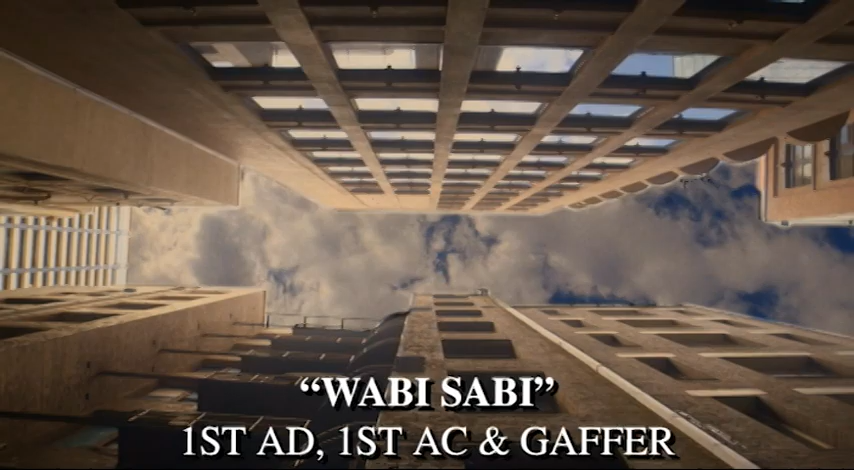 “WABI SABI”
1ST AD, 1ST AC & GAFFER